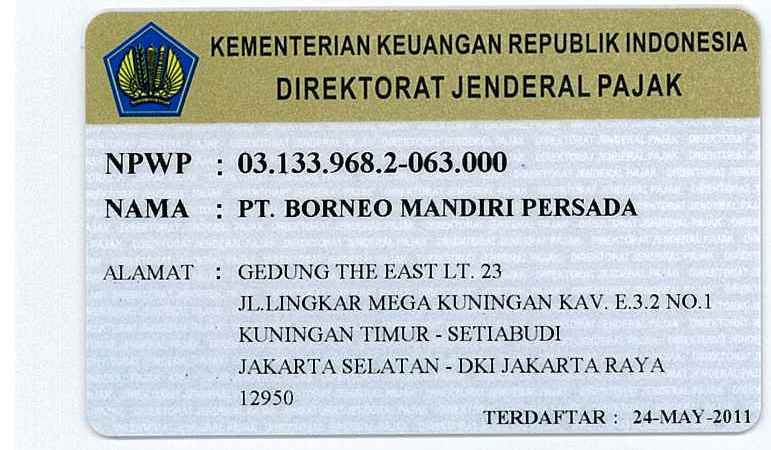 KEMENTERIAN KEUANGAN REPUBLIK INDONESIA
DIREKTORAT JENDERAL PAJAK
NPWP : 03.133.968.2-063.000
NAMA : PT. BORNEO MANDIRI PERSADA
ALAMAT : GEDUNG THE EAST LT. 23
JL.LINGKAR MEGA KUNINGAN KAV. E.3.2 NO.1
KUNINGAN TIMUR - SETIABUDI
JAKARTA SELATAN - DKI JAKARTA RAYA
12950
TERDAFTAR : 24-MAY-2011